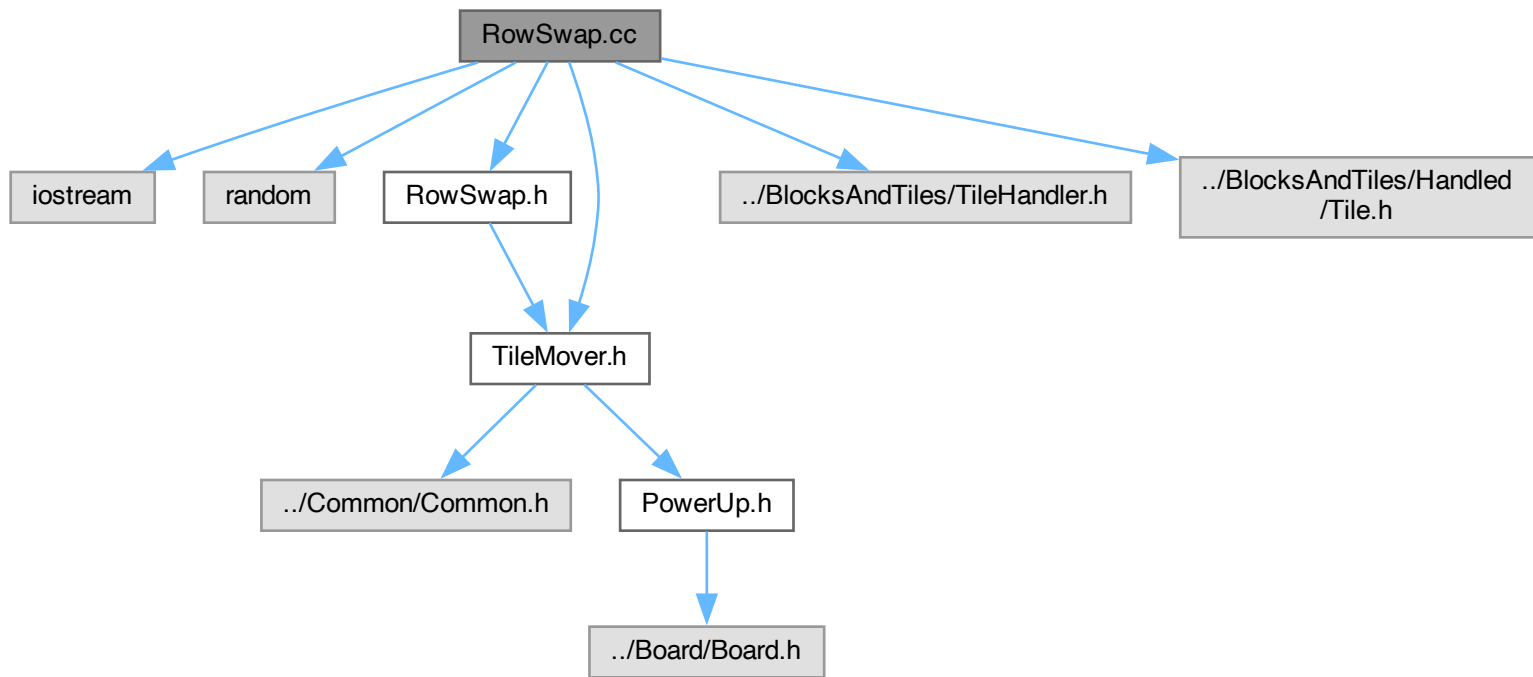 RowSwap.cc
iostream
random
RowSwap.h
../BlocksAndTiles/TileHandler.h
../BlocksAndTiles/Handled
/Tile.h
TileMover.h
../Common/Common.h
PowerUp.h
../Board/Board.h